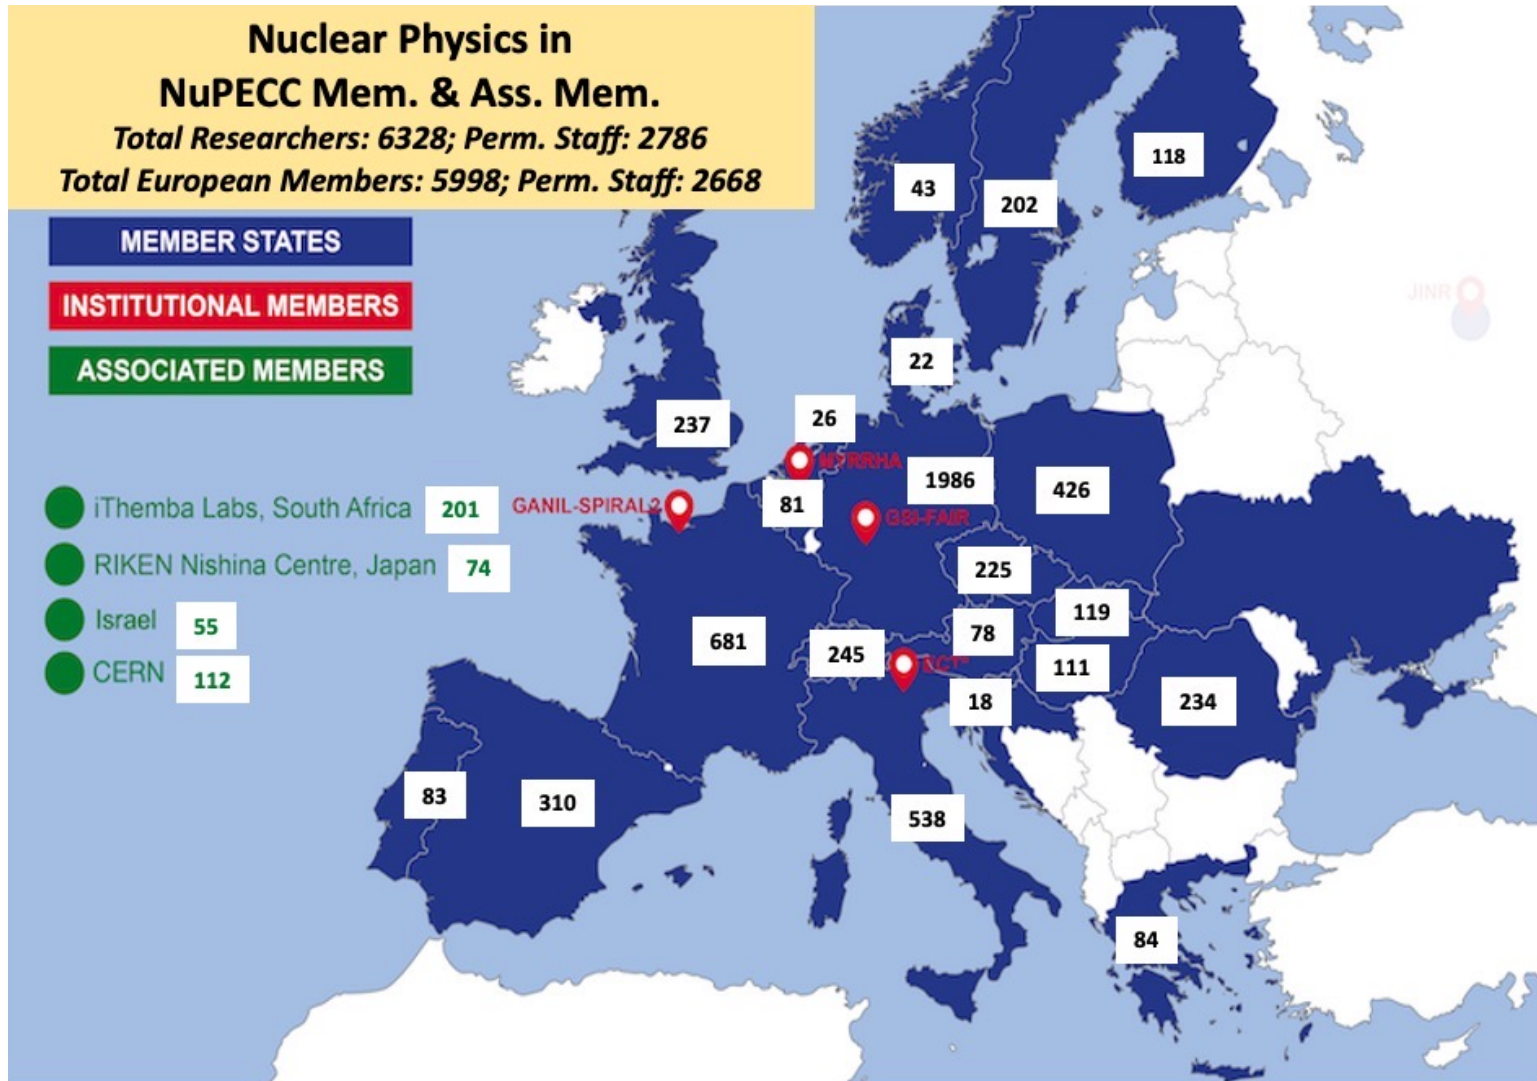 Nuclear Physics in
NuPECC Mem. & Ass. Mem.
Total Researchers: 6328; Perm. Staff: 2786
Total European Members: 5998; Perm. Staff: 2668
MEMBER STATES
INSTITUTIONAL MEMBERS
ASSOCIATED MEMBERS
iThemba Labs, South Africa 201
RIKEN Nishina Centre, Japan 74
Israel 55
CERN 112
118
43
202
JINR
22
237
26
MYRRHA
1986
426
81
GANIL-SPIRAL2
GSI-FAIR
225
119
78
681
245
ECT*
111
18
234
83
310
538
84